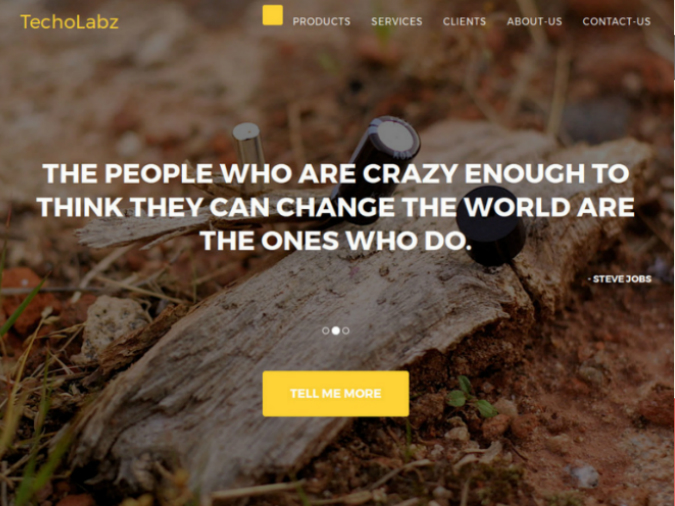 TechoLabz
PRODUCTS SERVICES CLIENTS ABOUT-US CONTACT-US
THE PEOPLE WHO ARE CRAZY ENOUGH TO
THINK THEY CAN CHANGE THE WORLD ARE
THE ONES WHO DO.
- STEVE JOBS
TELL ME MORE